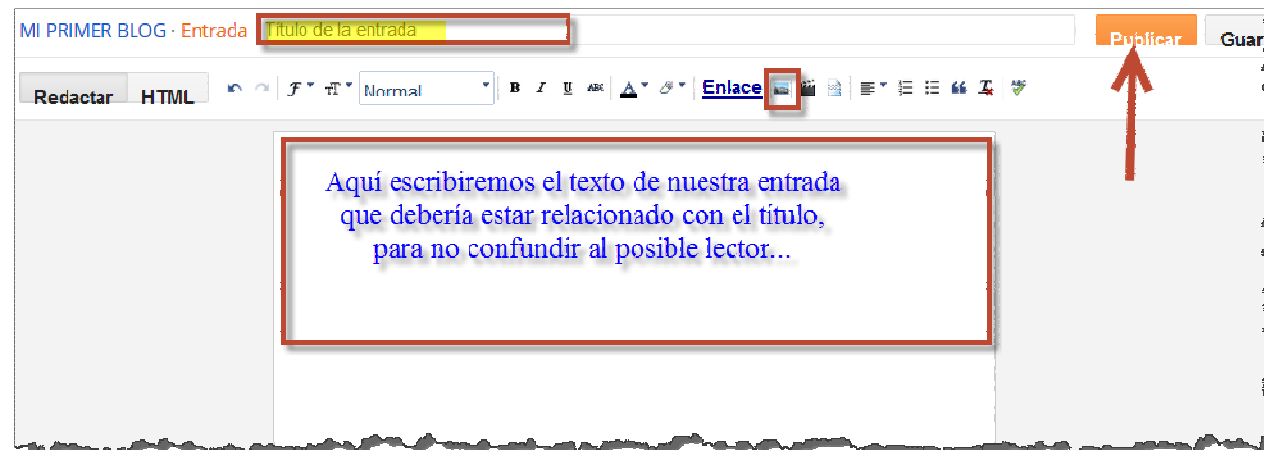 MI PRIMER BLOG · Entrada Título de la entrada Publicar Guar
Redactar HTML Normal B I U ABC A Enlace
Aquí escribiremos el texto de nuestra entrada
que debería estar relacionado con el título,
para no confundir al posible lector...